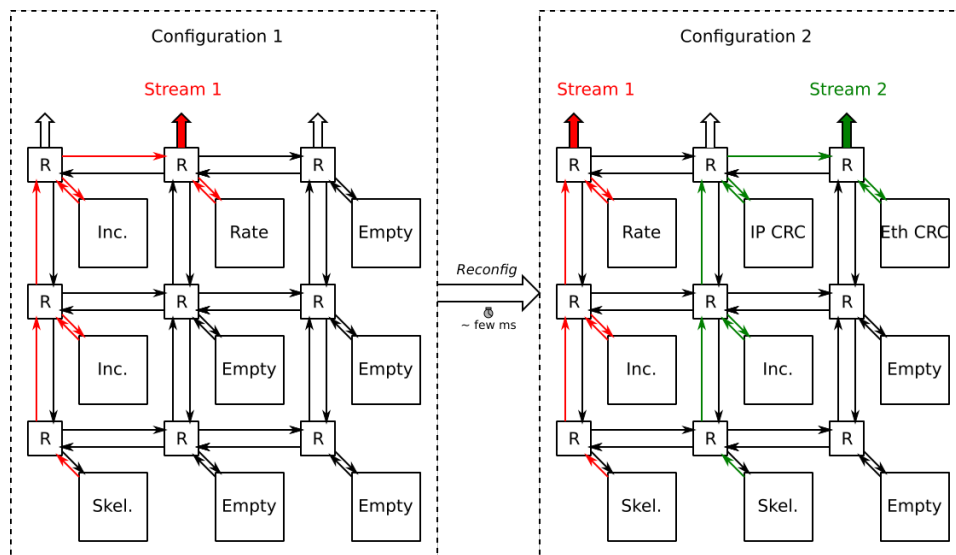 Configuration 1
Stream 1
R
R
R
Inc.
Rate
Empty
R
R
R
Inc.
Empty
Empty
R
R
R
Skel.
Empty
Empty
Reconfig
~ few ms
Configuration 2
Stream 1
Stream 2
R
R
R
Rate
IP CRC
Eth CRC
R
R
R
Inc.
Inc.
Empty
R
R
R
Skel.
Skel.
Empty